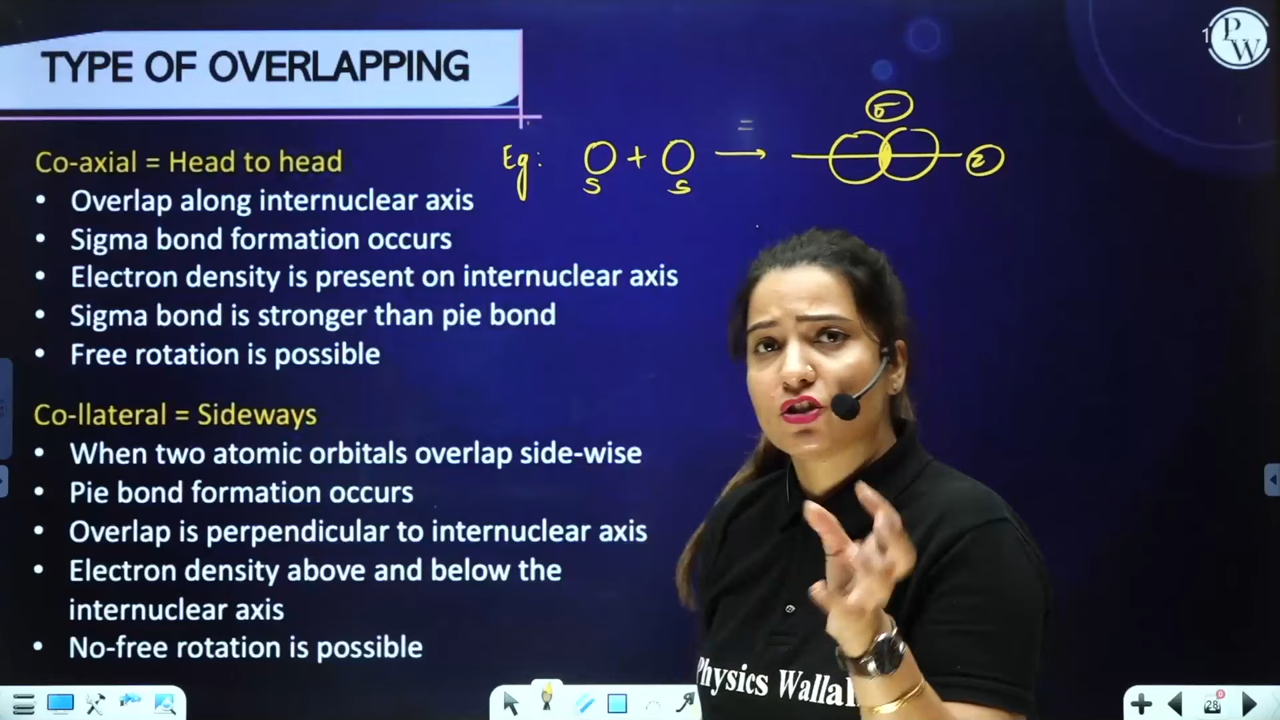 TYPE OF OVERLAPPING
PW
Eg: S + S → σ
Co-axial = Head to head
• Overlap along internuclear axis
• Sigma bond formation occurs
• Electron density is present on internuclear axis
• Sigma bond is stronger than pie bond
• Free rotation is possible
Co-llateral = Sideways
• When two atomic orbitals overlap side-wise
• Pie bond formation occurs
• Overlap is perpendicular to internuclear axis
• Electron density above and below the
internuclear axis
• No-free rotation is possible
Physics Walla
28